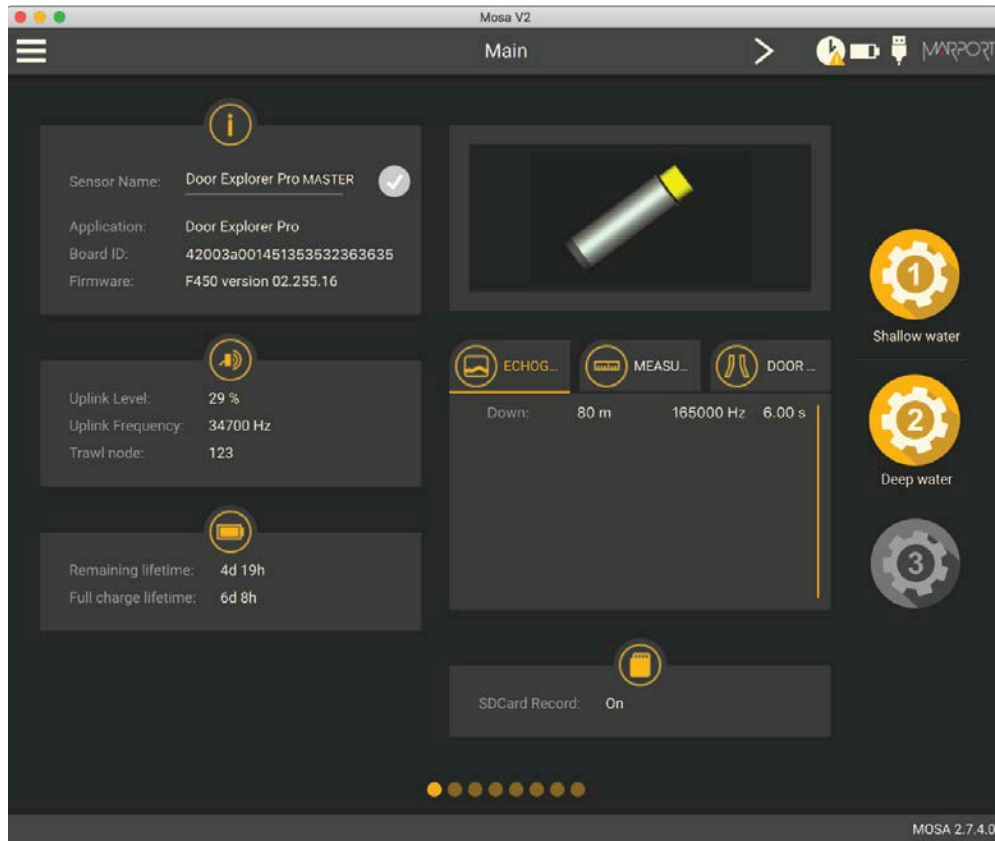 Mosa V2
Main
MARPORT
Sensor Name: Door Explorer Pro MASTER
Application: Door Explorer Pro
Board ID: 42003a001451353532363635
Firmware: F450 version 02.255.16
Uplink Level: 29 %
Uplink Frequency: 34700 Hz
Trawl node: 123
Remaining lifetime: 4d 19h
Full charge lifetime: 6d 8h
ECHOG... MEASU... DOOR ...
Down: 80 m 165000 Hz 6.00 s
SDCard Record: On
1
Shallow water
2
Deep water
3
MOSA 2.7.4.0